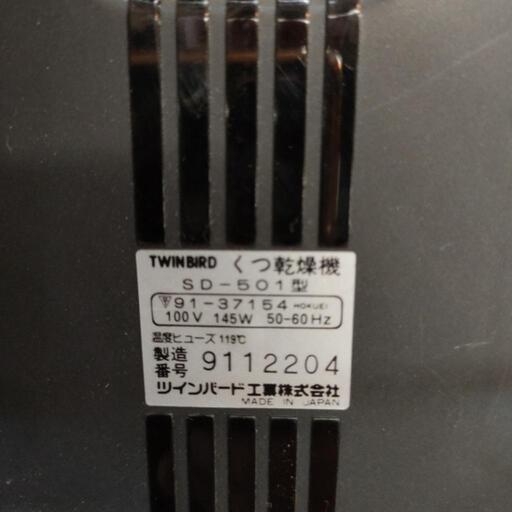 TWINBIRD くつ乾燥機
SD-501型
91-37154 HOKUEI
100V 145W 50-60Hz
温度ヒューズ 119℃
製造番号 9112204
ツインバード工業株式会社
MADE IN JAPAN